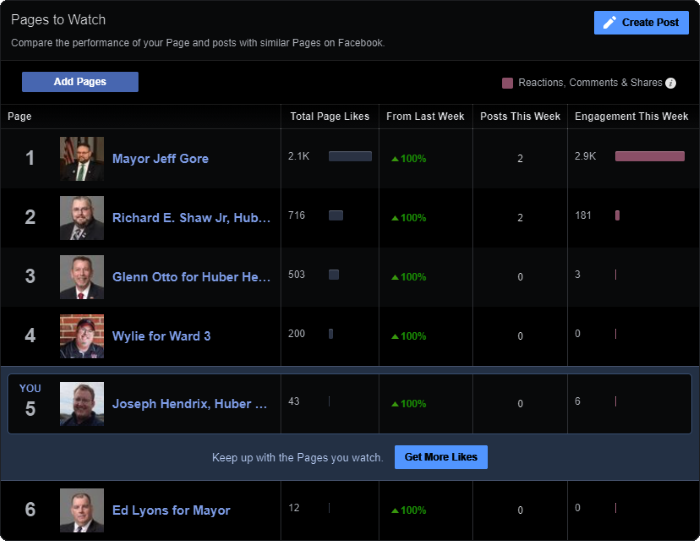 Pages to Watch
Create Post
Compare the performance of your Page and posts with similar Pages on Facebook.
Add Pages
Reactions, Comments & Shares i
Page Total Page Likes From Last Week Posts This Week Engagement This Week
1 Mayor Jeff Gore 2.1K ▲100% 2 2.9K
2 Richard E. Shaw Jr, Hub... 716 ▲100% 2 181
3 Glenn Otto for Huber He... 503 ▲100% 0 3
4 Wylie for Ward 3 200 ▲100% 0 0
YOU
5 Joseph Hendrix, Huber ... 43 ▲100% 0 6
Keep up with the Pages you watch. Get More Likes
6 Ed Lyons for Mayor 12 ▲100% 0 0